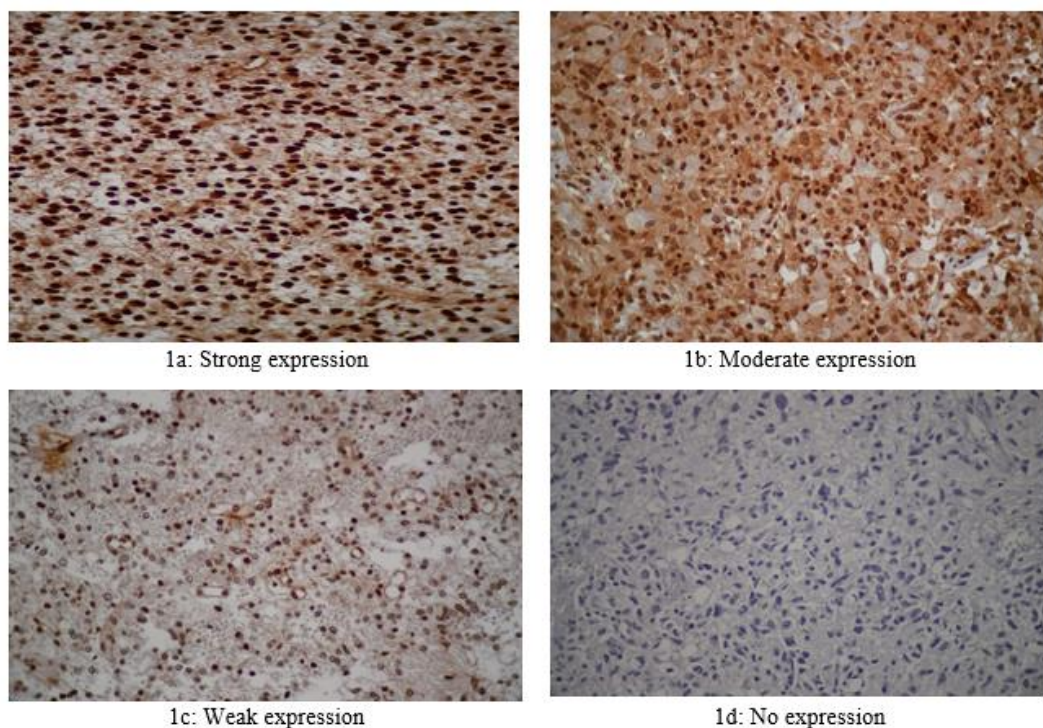 1a: Strong expression
1b: Moderate expression
1c: Weak expression
1d: No expression